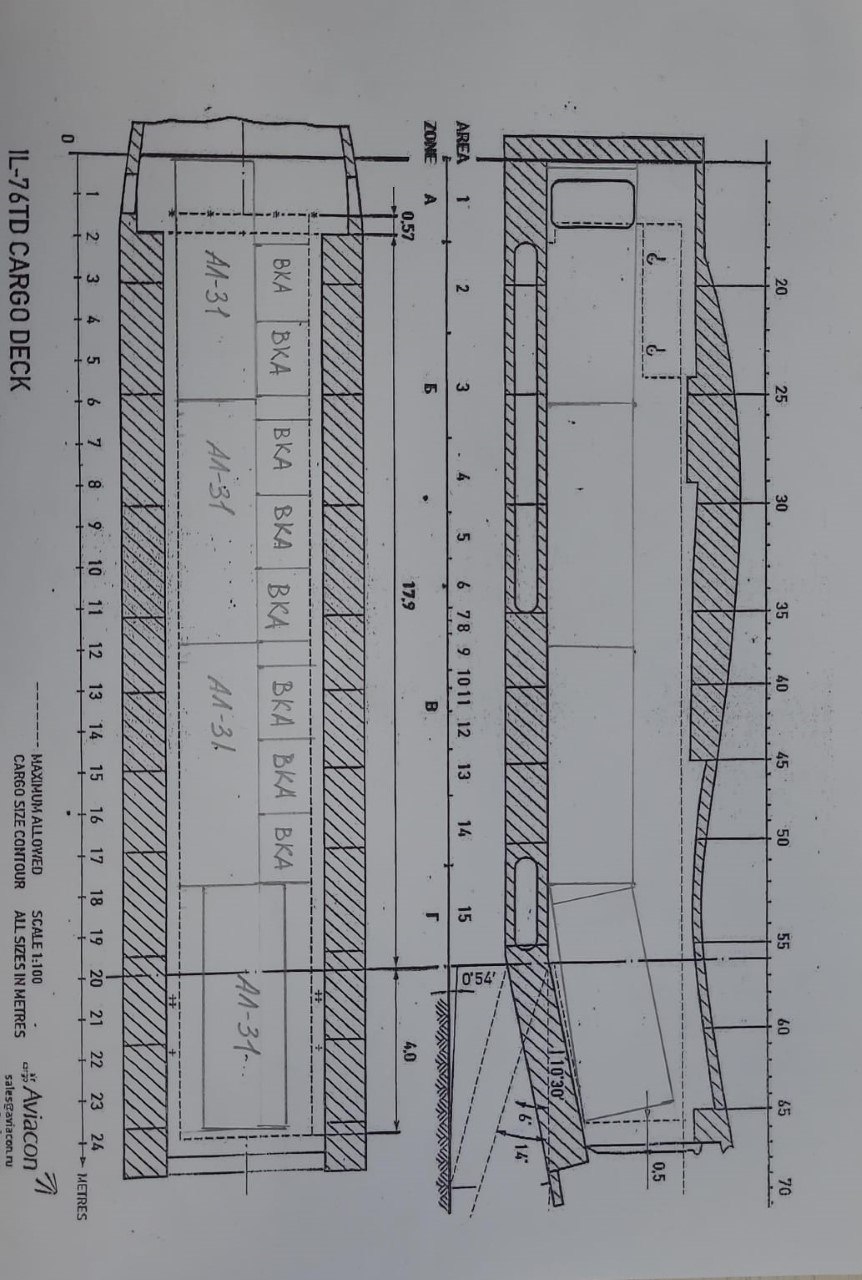 20 25 30 35 40 45 50 55 60 65 70
0,5
10°30'
6°
14°
0°54'
AREA 1 2 3 4 5 6 7 8 9 10 11 12 13 14 15
ZONE А Б В Г
0,57 17,9 4,0
ВКА ВКА ВКА ВКА ВКА ВКА ВКА ВКА
АЛ-31 АЛ-31 АЛ-31 АЛ-31
0 1 2 3 4 5 6 7 8 9 10 11 12 13 14 15 16 17 18 19 20 21 22 23 24 METRES
IL-76TD CARGO DECK
MAXIMUM ALLOWED
CARGO SIZE CONTOUR
SCALE 1:100
ALL SIZES IN METRES
Aviacon
sales@aviacon.ru